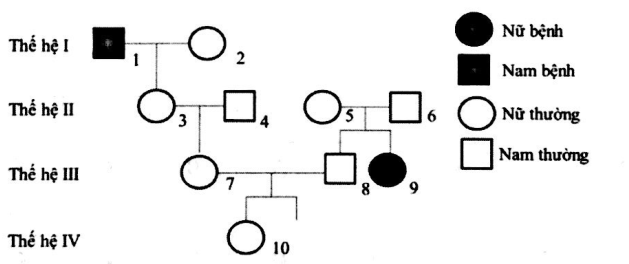 Thế hệ I
1
2
Nữ bệnh
Nam bệnh
Thế hệ II
3
4
5
6
Nữ thường
Nam thường
Thế hệ III
7
8
9
Thế hệ IV
10